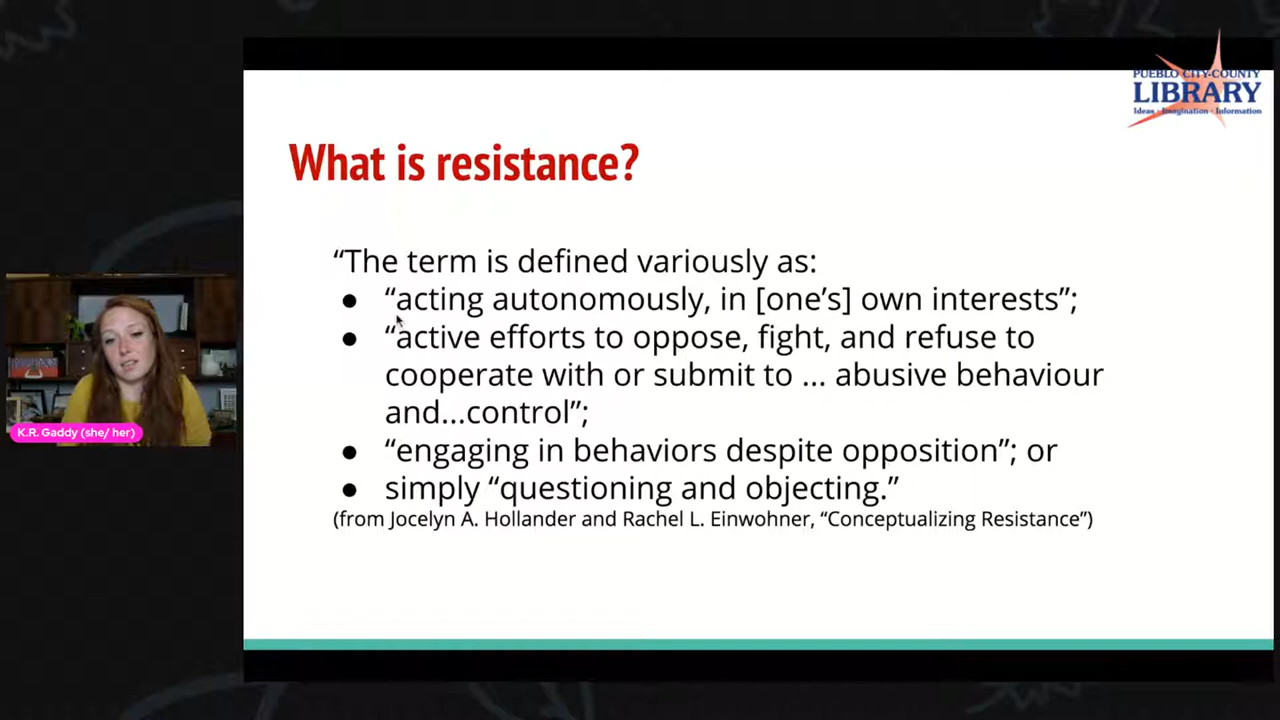 PUEBLO CITY-COUNTY
LIBRARY
Ideas · Imagination · Information
What is resistance?
“The term is defined variously as:
● “acting autonomously, in [one’s] own interests”;
● “active efforts to oppose, fight, and refuse to
cooperate with or submit to ... abusive behaviour
and...control”;
● “engaging in behaviors despite opposition”; or
● simply “questioning and objecting.”
(from Jocelyn A. Hollander and Rachel L. Einwohner, “Conceptualizing Resistance”)
K.R. Gaddy (she/ her)